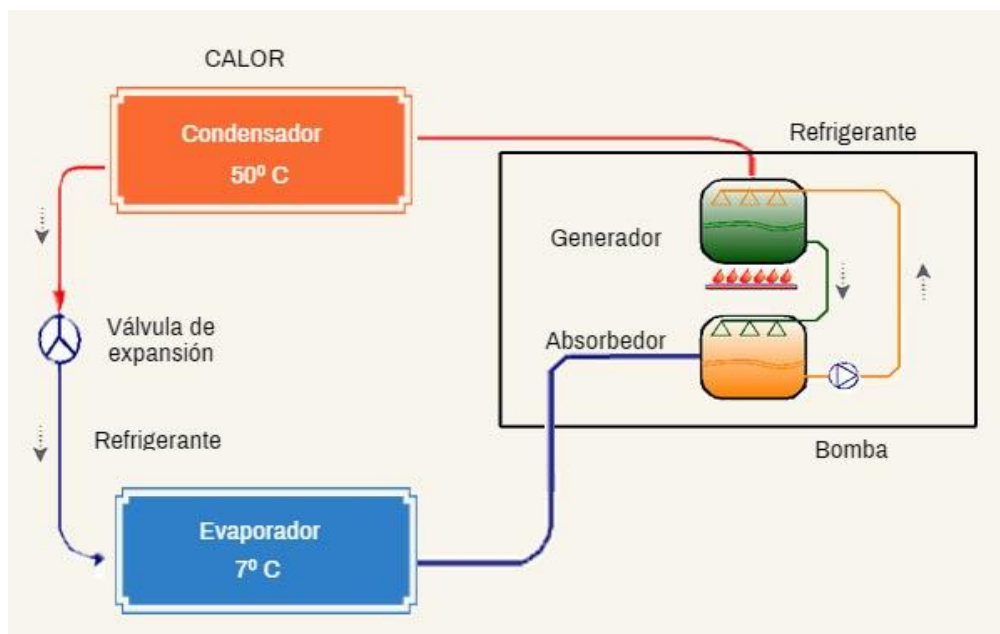 CALOR
Condensador
50º C
Refrigerante
Generador
Válvula de
expansión
Absorbedor
Refrigerante
Bomba
Evaporador
7º C